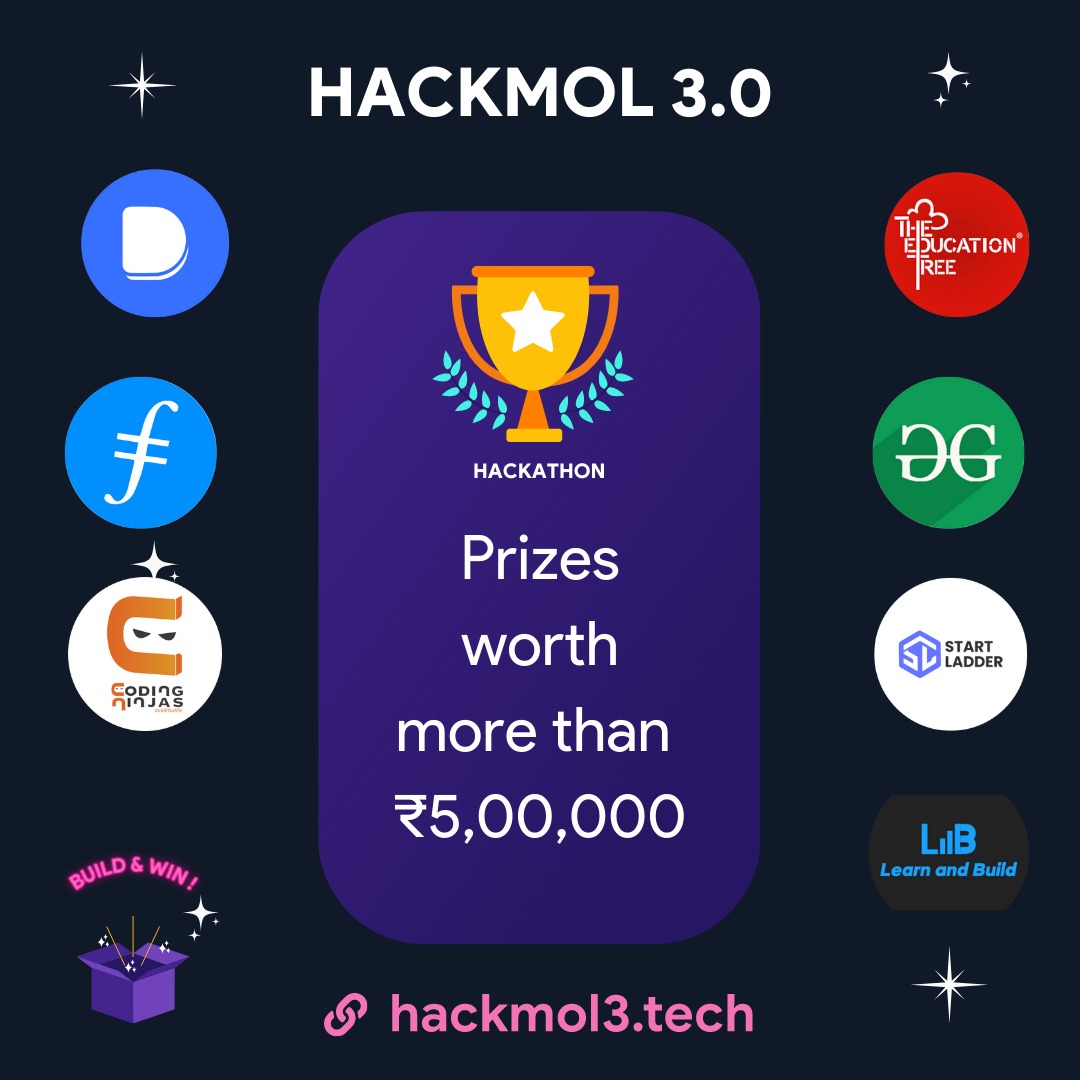 HACKMOL 3.0
THE
EDUCATION®
TREE
HACKATHON
Prizes
worth
more than
₹5,00,000
CODING
NINJAS
START
LADDER
LB
Learn and Build
BUILD & WIN !
hackmol3.tech